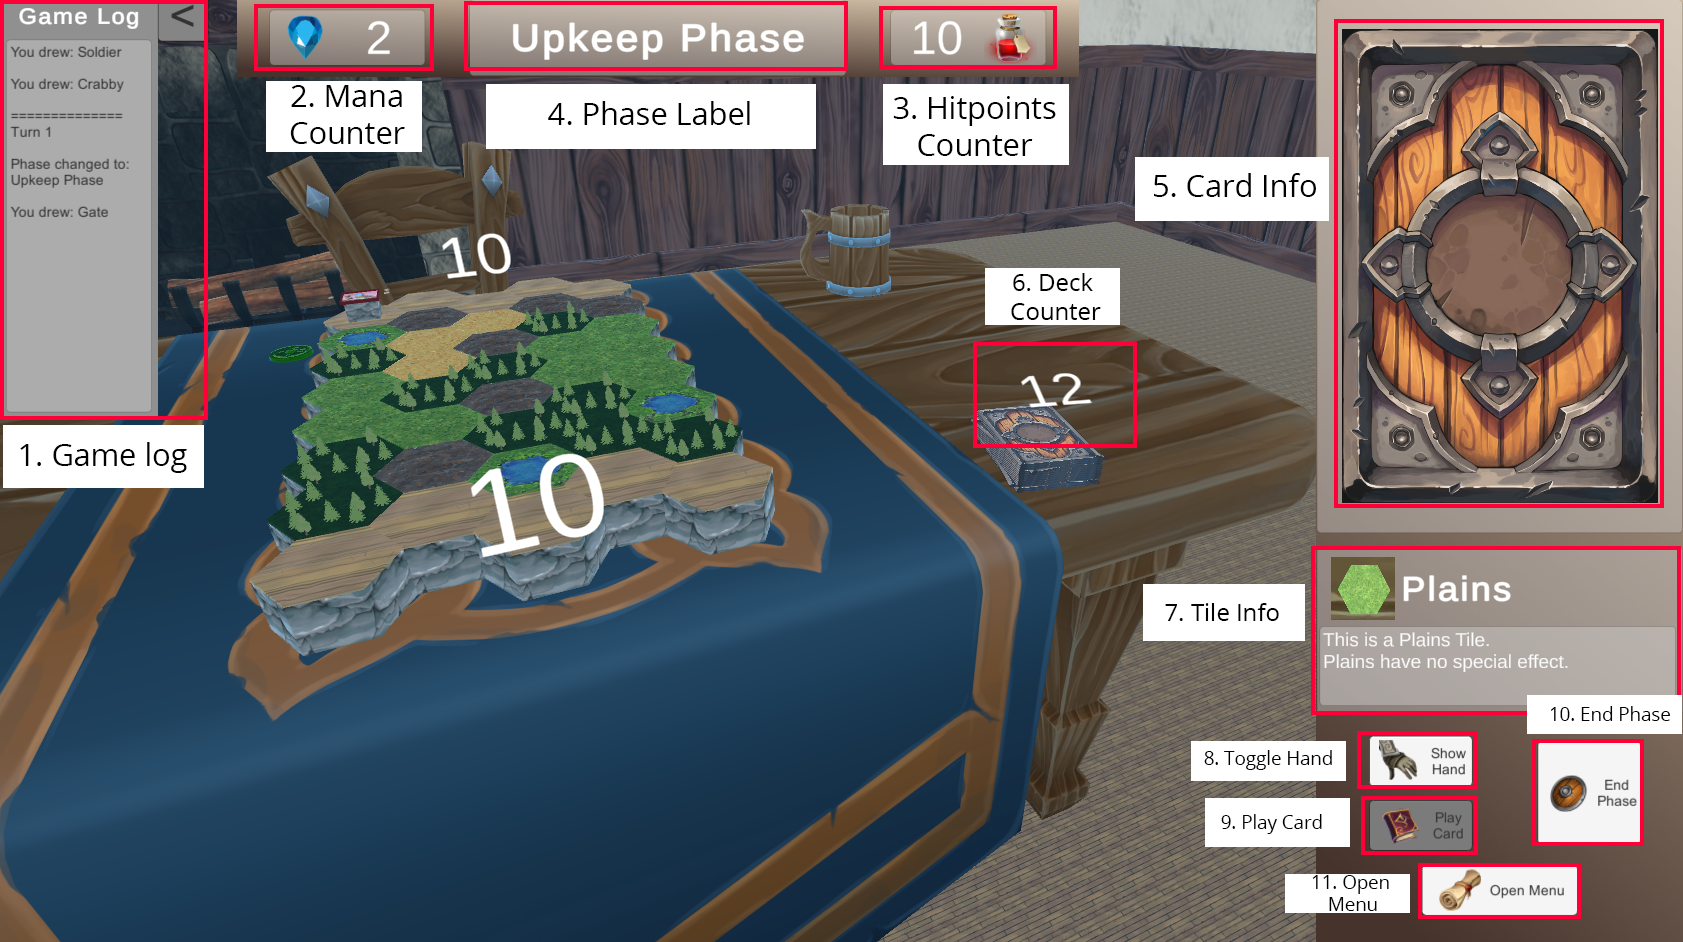 Game Log
<
You drew: Soldier
You drew: Crabby
==============
Turn 1
Phase changed to:
Upkeep Phase
You drew: Gate
1. Game log
2
2. Mana
Counter
Upkeep Phase
4. Phase Label
10
3. Hitpoints
Counter
5. Card Info
10
6. Deck
Counter
12
10
7. Tile Info
Plains
This is a Plains Tile.
Plains have no special effect.
10. End Phase
8. Toggle Hand
Show
Hand
End
Phase
9. Play Card
Play
Card
11. Open
Menu
Open Menu